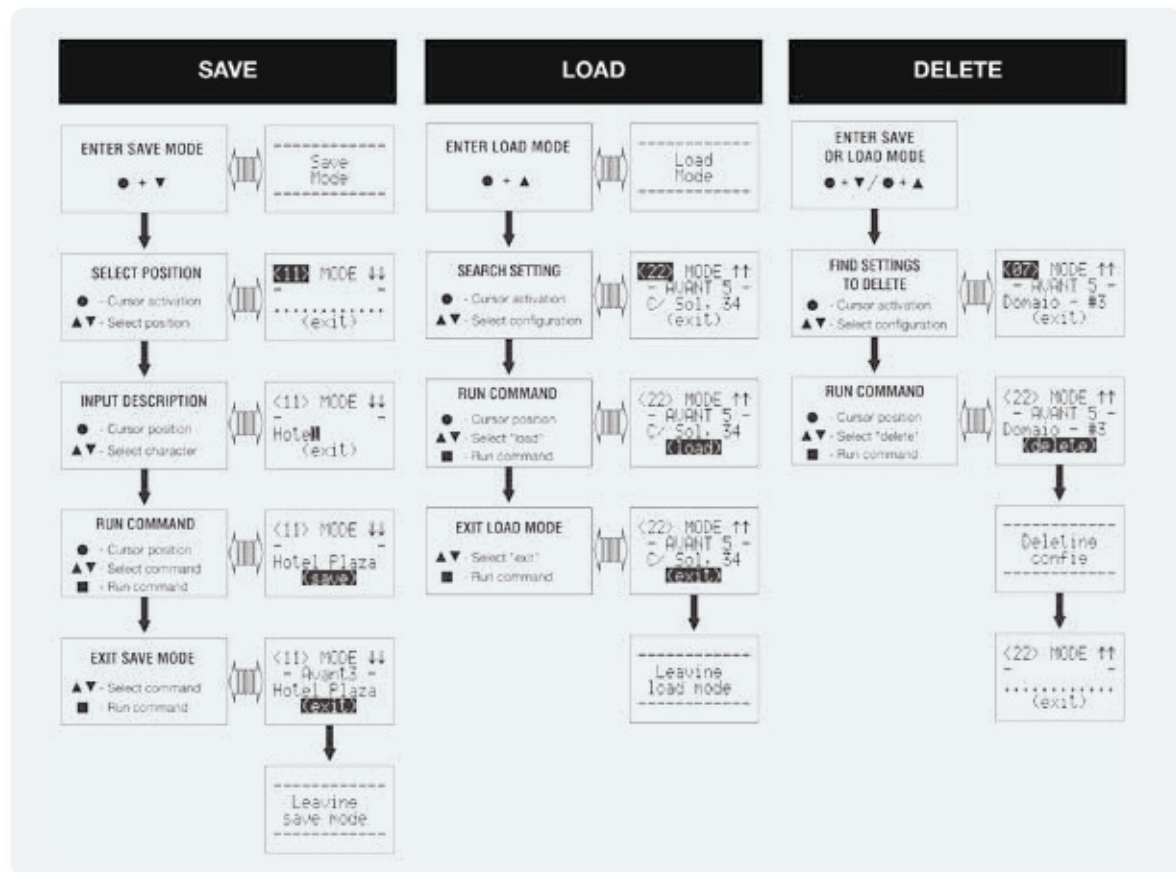 SAVE
ENTER SAVE MODE
● + ▼
Save
Mode
SELECT POSITION
● - Cursor activation
▲▼ - Select position
<11> MODE ↓↓
- -
............
(exit)
INPUT DESCRIPTION
● - Cursor position
▲▼ - Select character
<11> MODE ↓↓
- -
Hotel
(exit)
RUN COMMAND
● - Cursor position
▲▼ - Select command
■ - Run command
<11> MODE ↓↓
- -
Hotel Plaza
(save)
EXIT SAVE MODE
▲▼ - Select command
■ - Run command
<11> MODE ↓↓
- Avant3 -
Hotel Plaza
(exit)
Leavine
save mode
LOAD
ENTER LOAD MODE
● + ▲
Load
Mode
SEARCH SETTING
● - Cursor activation
▲▼ - Select configuration
<22> MODE ↑↑
- AVANT 5 -
C/ Sol, 34
(exit)
RUN COMMAND
● - Cursor position
▲▼ - Select "load"
■ - Run command
<22> MODE ↑↑
- AVANT 5 -
C/ Sol, 34
(load)
EXIT LOAD MODE
▲▼ - Select "exit"
■ - Run command
<22> MODE ↑↑
- AVANT 5 -
C/ Sol, 34
(exit)
Leavine
load mode
DELETE
ENTER SAVE
OR LOAD MODE
● + ▼ / ● + ▲
FIND SETTINGS
TO DELETE
● - Cursor activation
▲▼ - Select configuration
<07> MODE ↑↑
- AVANT 5 -
Domaio - #3
(exit)
RUN COMMAND
● - Cursor position
▲▼ - Select "delete"
■ - Run command
<22> MODE ↑↑
- AVANT 5 -
Domaio - #3
(delete)
Deletine
confie
<22> MODE ↑↑
- -
............
(exit)